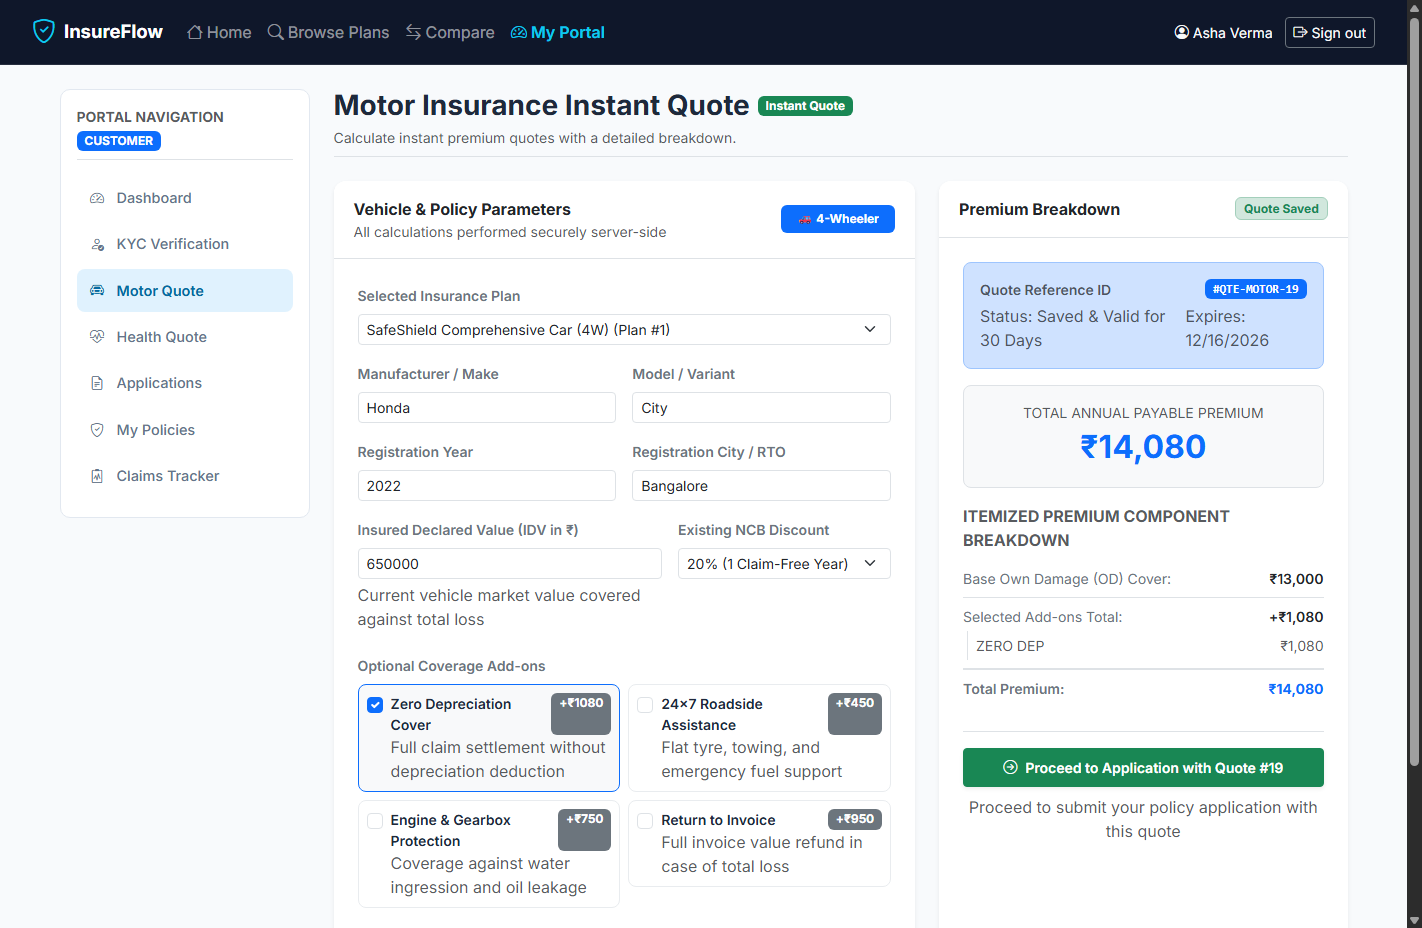 InsureFlow
Home
Browse Plans
Compare
My Portal
Asha Verma
Sign out
PORTAL NAVIGATION
CUSTOMER
Dashboard
KYC Verification
Motor Quote
Health Quote
Applications
My Policies
Claims Tracker
Motor Insurance Instant Quote
Instant Quote
Calculate instant premium quotes with a detailed breakdown.
Vehicle & Policy Parameters
All calculations performed securely server-side
4-Wheeler
Selected Insurance Plan
SafeShield Comprehensive Car (4W) (Plan #1)
Manufacturer / Make
Honda
Model / Variant
City
Registration Year
2022
Registration City / RTO
Bangalore
Insured Declared Value (IDV in ₹)
650000
Current vehicle market value covered
against total loss
Existing NCB Discount
20% (1 Claim-Free Year)
Optional Coverage Add-ons
Zero Depreciation
Cover
+₹1080
Full claim settlement without
depreciation deduction
24×7 Roadside
Assistance
+₹450
Flat tyre, towing, and
emergency fuel support
Engine & Gearbox
Protection
+₹750
Coverage against water
ingression and oil leakage
Return to Invoice
+₹950
Full invoice value refund in
case of total loss
Premium Breakdown
Quote Saved
Quote Reference ID
#QTE-MOTOR-19
Status: Saved & Valid for
30 Days
Expires:
12/16/2026
TOTAL ANNUAL PAYABLE PREMIUM
₹14,080
ITEMIZED PREMIUM COMPONENT
BREAKDOWN
Base Own Damage (OD) Cover: ₹13,000
Selected Add-ons Total: +₹1,080
ZERO DEP ₹1,080
Total Premium: ₹14,080
Proceed to Application with Quote #19
Proceed to submit your policy application with
this quote